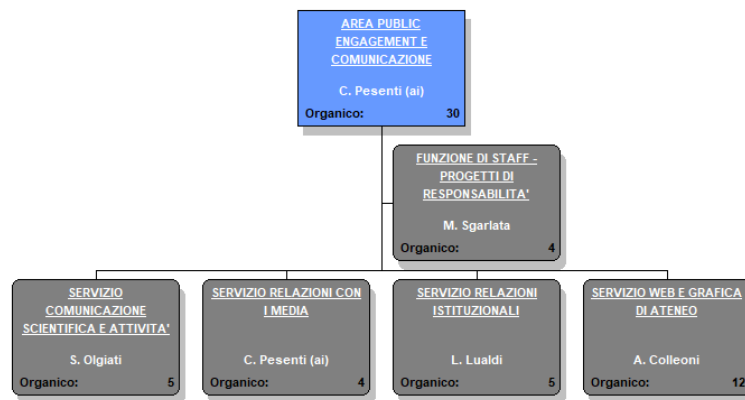 AREA PUBLIC
ENGAGEMENT E
COMUNICAZIONE
C. Pesenti (ai)
Organico: 30
FUNZIONE DI STAFF -
PROGETTI DI
RESPONSABILITA'
M. Sgarlata
Organico: 4
SERVIZIO
COMUNICAZIONE
SCIENTIFICA E ATTIVITA'
S. Olgiati
Organico: 5
SERVIZIO RELAZIONI CON
I MEDIA
C. Pesenti (ai)
Organico: 4
SERVIZIO RELAZIONI
ISTITUZIONALI
L. Lualdi
Organico: 5
SERVIZIO WEB E GRAFICA
DI ATENEO
A. Colleoni
Organico: 12